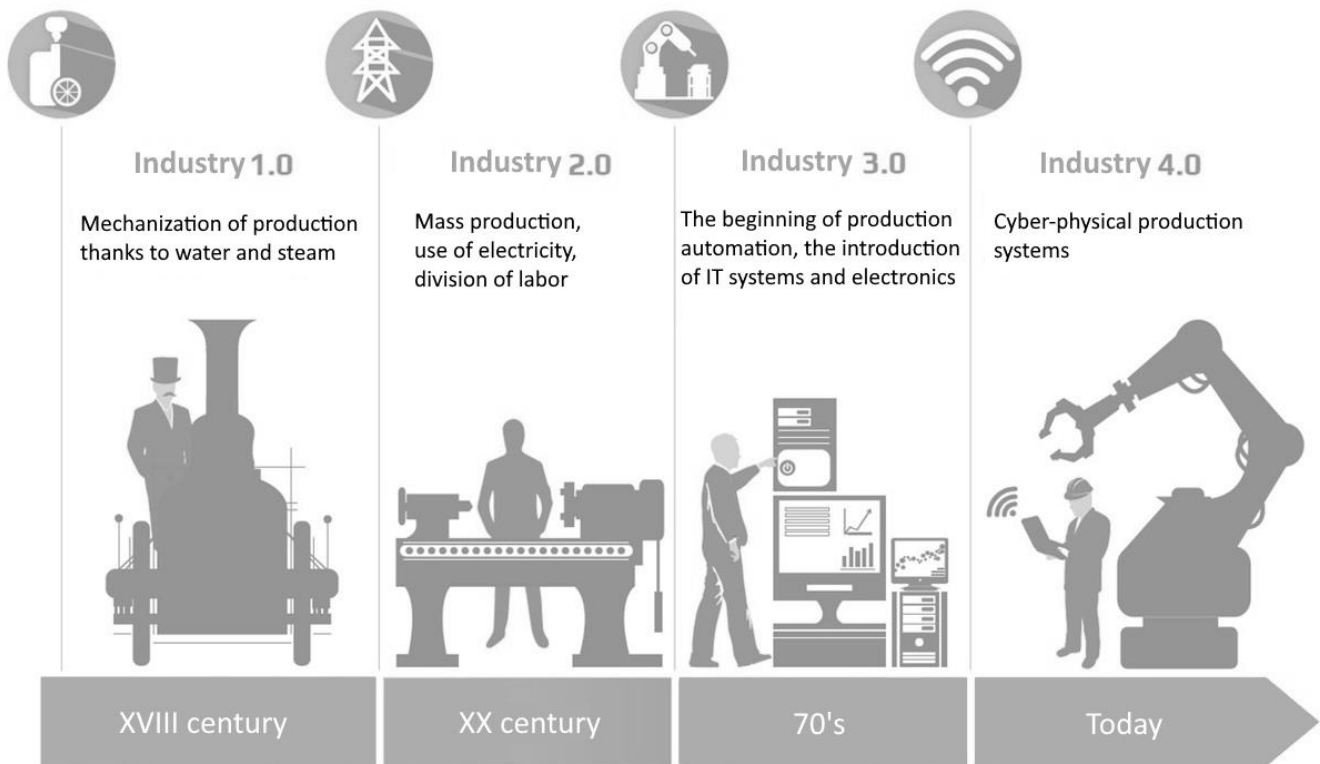 Industry 1.0
Mechanization of production
thanks to water and steam
XVIII century
Industry 2.0
Mass production,
use of electricity,
division of labor
XX century
Industry 3.0
The beginning of production
automation, the introduction
of IT systems and electronics
70's
Industry 4.0
Cyber-physical production
systems
Today